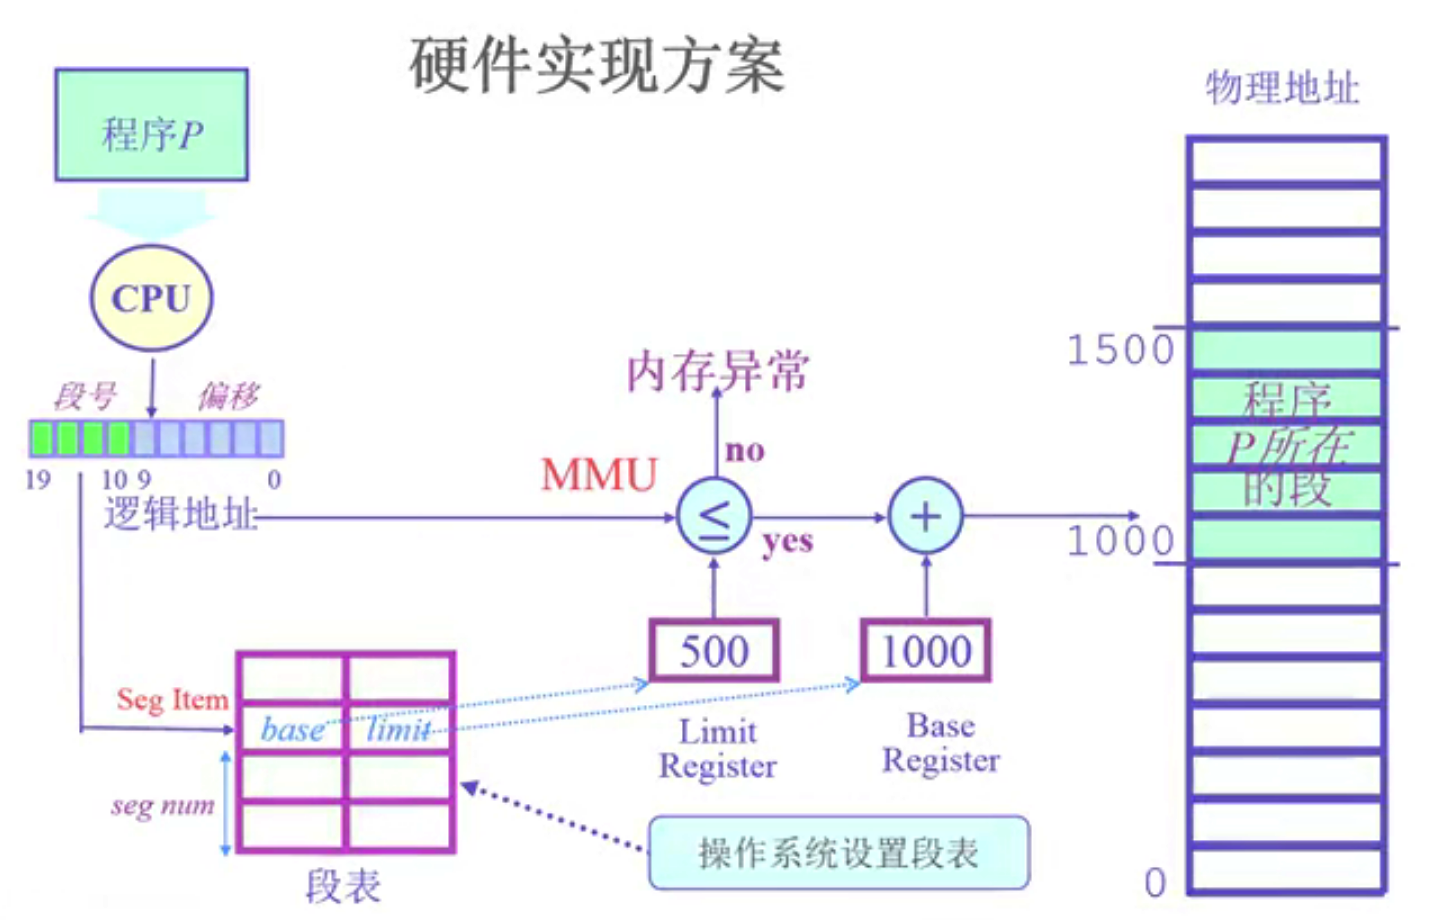 硬件实现方案
物理地址
程序P
CPU
段号
偏移
19
10
9
0
逻辑地址
内存异常
no
MMU
≤
yes
+
1500
程序
P所在
的段
1000
500
1000
Seg Item
base
limit
Limit
Register
Base
Register
seg num
操作系统设置段表
段表
0